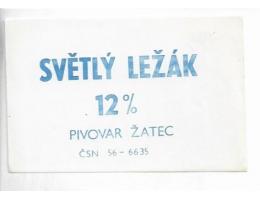 SVĚTLÝ LEŽÁK
12%
PIVOVAR ŽATEC
ČSN 56-6635